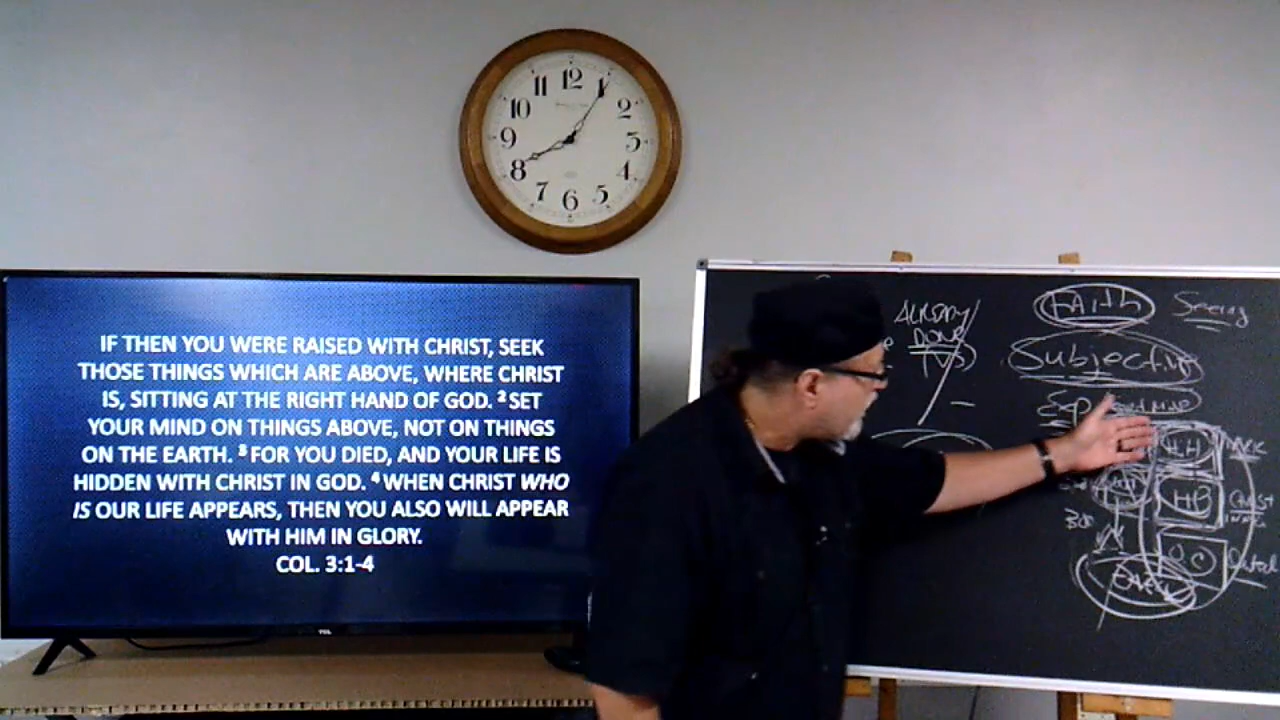 12
1
2
3
4
5
6
7
8
9
10
11
IF THEN YOU WERE RAISED WITH CHRIST, SEEK
THOSE THINGS WHICH ARE ABOVE, WHERE CHRIST
IS, SITTING AT THE RIGHT HAND OF GOD. 2 SET
YOUR MIND ON THINGS ABOVE, NOT ON THINGS
ON THE EARTH. 3 FOR YOU DIED, AND YOUR LIFE IS
HIDDEN WITH CHRIST IN GOD. 4 WHEN CHRIST WHO
IS OUR LIFE APPEARS, THEN YOU ALSO WILL APPEAR
WITH HIM IN GLORY.
COL. 3:1-4
TCL
Already
DONE
FAith Seeing
Subjective
H.H
H.B
O.C